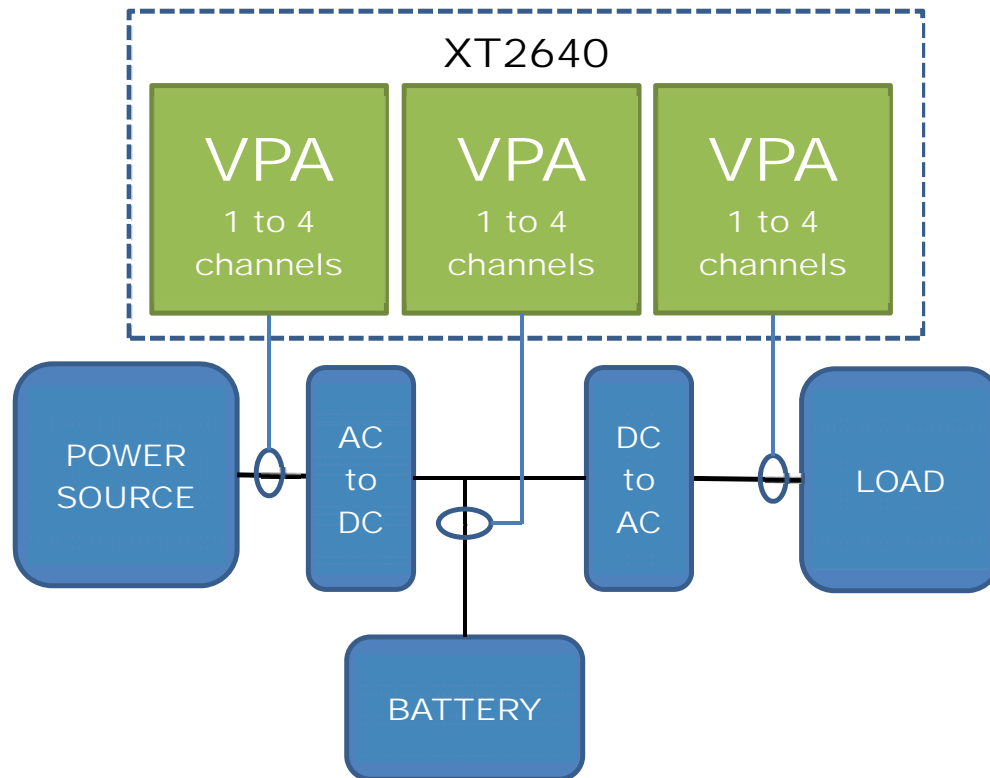 XT2640
VPA
1 to 4
channels
VPA
1 to 4
channels
VPA
1 to 4
channels
POWER
SOURCE
AC
to
DC
DC
to
AC
LOAD
BATTERY